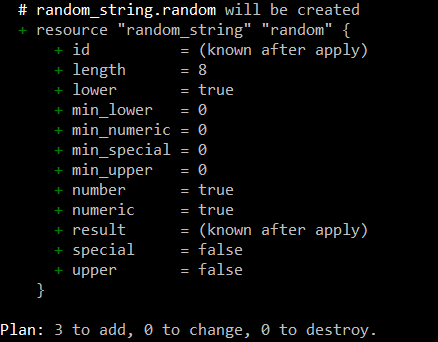 # random_string.random will be created
+ resource "random_string" "random" {
+ id = (known after apply)
+ length = 8
+ lower = true
+ min_lower = 0
+ min_numeric = 0
+ min_special = 0
+ min_upper = 0
+ number = true
+ numeric = true
+ result = (known after apply)
+ special = false
+ upper = false
}
Plan: 3 to add, 0 to change, 0 to destroy.